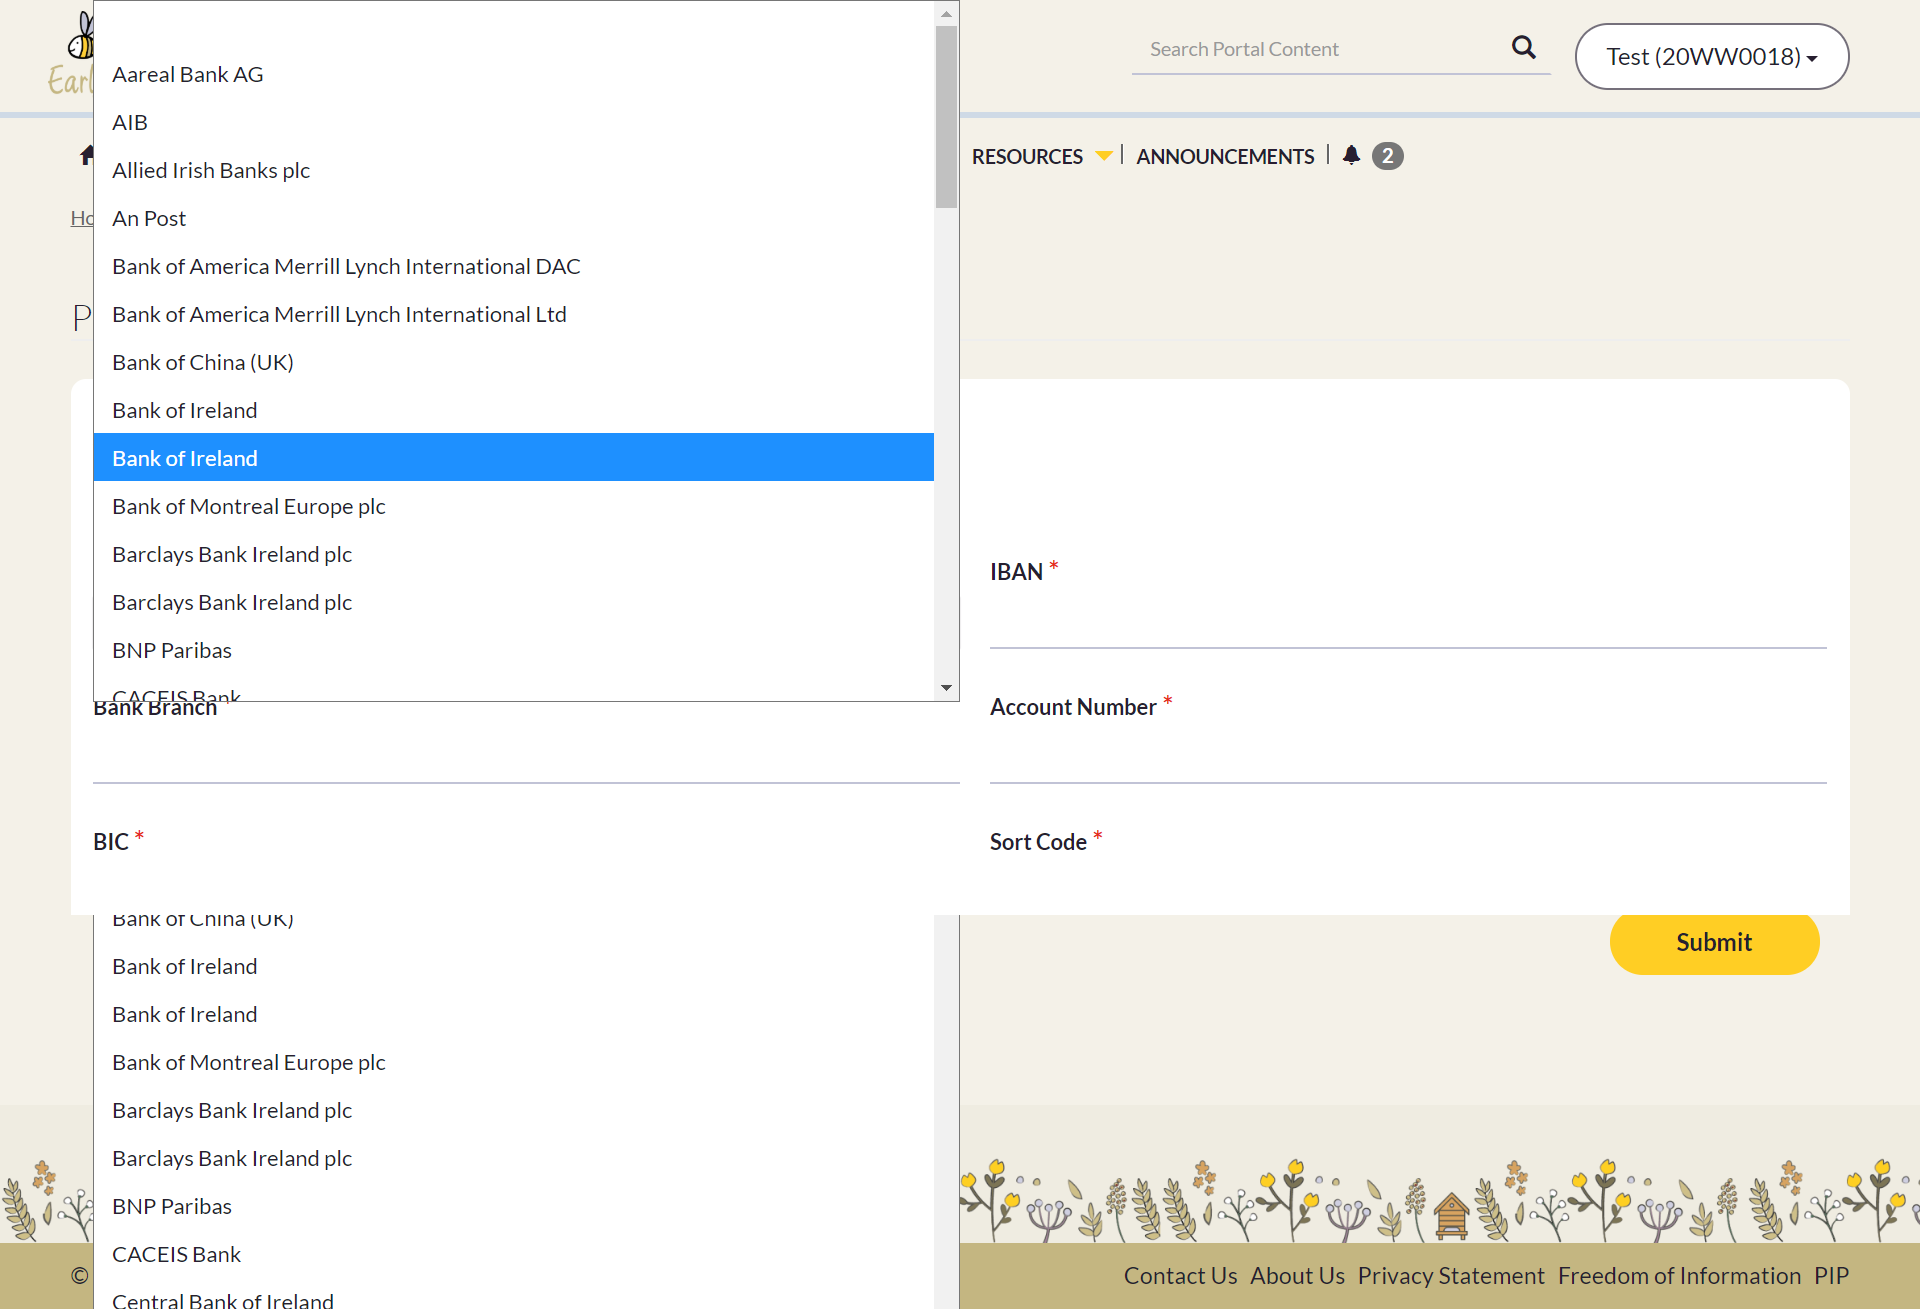 Earl
Search Portal Content
Test (20WW0018)
RESOURCES
ANNOUNCEMENTS
2
Ho
P
Aareal Bank AG
AIB
Allied Irish Banks plc
An Post
Bank of America Merrill Lynch International DAC
Bank of America Merrill Lynch International Ltd
Bank of China (UK)
Bank of Ireland
Bank of Ireland
Bank of Montreal Europe plc
Barclays Bank Ireland plc
Barclays Bank Ireland plc
BNP Paribas
CACEIS Bank
IBAN *
Bank Branch
Account Number *
BIC *
Sort Code *
Bank of China (UK)
Bank of Ireland
Bank of Ireland
Bank of Montreal Europe plc
Barclays Bank Ireland plc
Barclays Bank Ireland plc
BNP Paribas
CACEIS Bank
Central Bank of Ireland
Submit
©
Contact Us About Us Privacy Statement Freedom of Information PIP